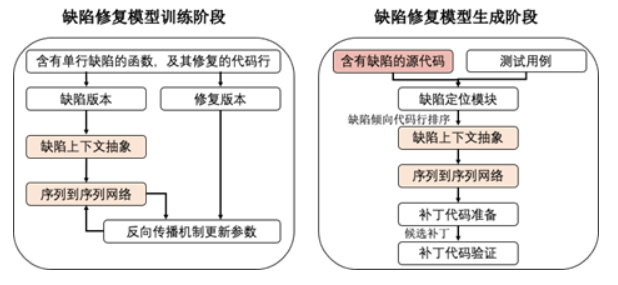 缺陷修复模型训练阶段
含有单行缺陷的函数，及其修复的代码行
缺陷版本
修复版本
缺陷上下文抽象
序列到序列网络
反向传播机制更新参数
缺陷修复模型生成阶段
含有缺陷的源代码
测试用例
缺陷定位模块
缺陷倾向代码行排序
缺陷上下文抽象
序列到序列网络
补丁代码准备
候选补丁
补丁代码验证